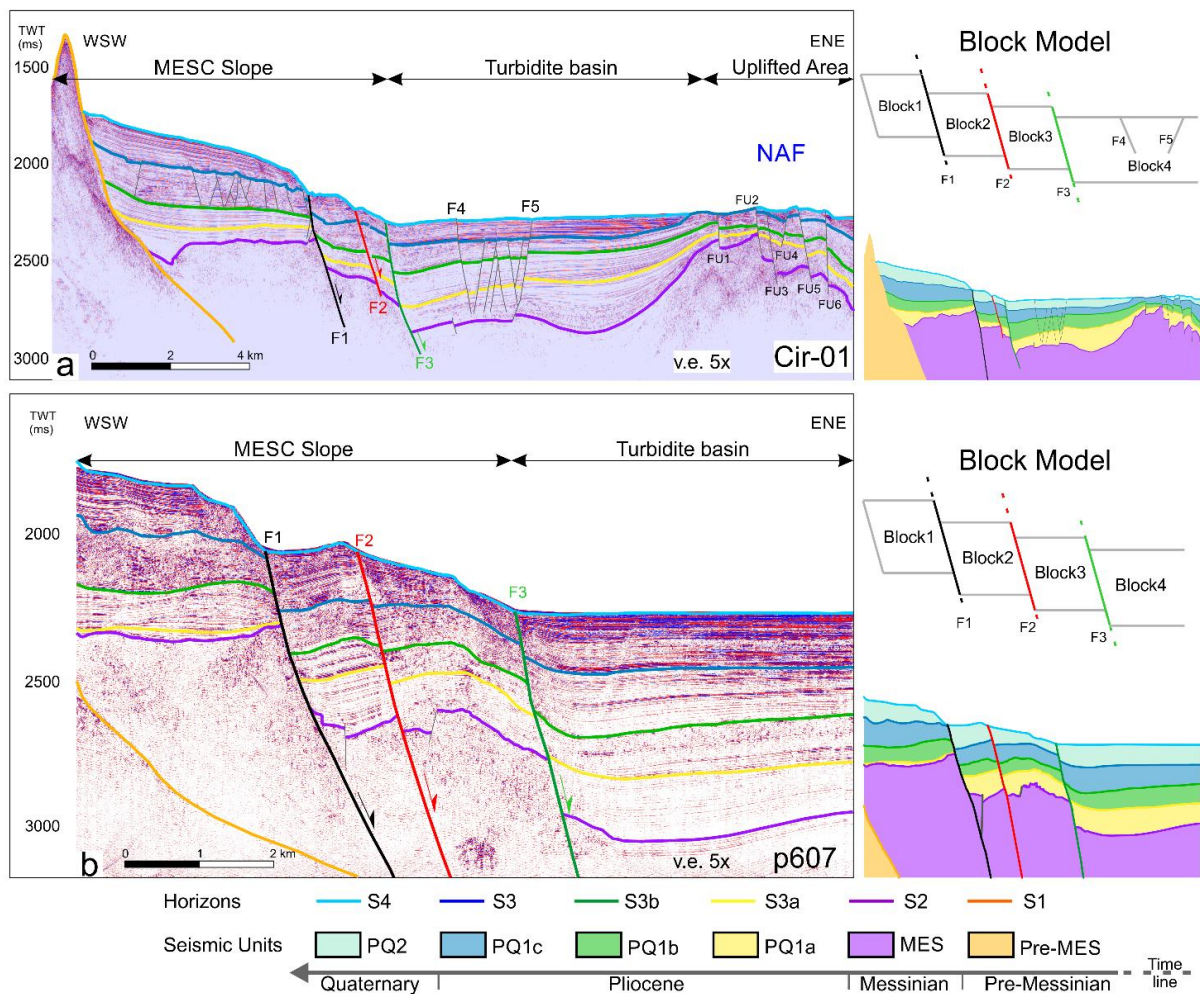 TWT
(ms)
WSW
ENE
MESC Slope
Turbidite basin
Uplifted Area
1500
2000
2500
3000
NAF
F4
F5
FU2
FU1
FU4
FU3
FU5
FU6
F1
F2
F3
0 2 4 km
a
v.e. 5x
Cir-01
Block Model
Block1
Block2
Block3
F4
F5
Block4
F1
F2
F3
TWT
(ms)
WSW
ENE
MESC Slope
Turbidite basin
2000
2500
3000
F1
F2
F3
0 1 2 km
b
v.e. 5x
p607
Block Model
Block1
Block2
Block3
Block4
F1
F2
F3
Horizons S4 S3 S3b S3a S2 S1
Seismic Units PQ2 PQ1c PQ1b PQ1a MES Pre-MES
Quaternary Pliocene Messinian Pre-Messinian Time
line